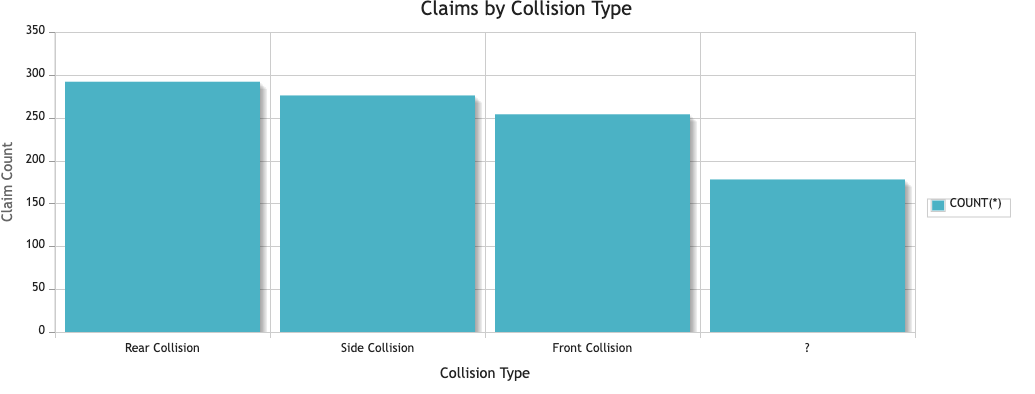 Claims by Collision Type
350
300
250
200
150
100
50
0
Claim Count
Rear Collision
Side Collision
Front Collision
?
Collision Type
COUNT(*)